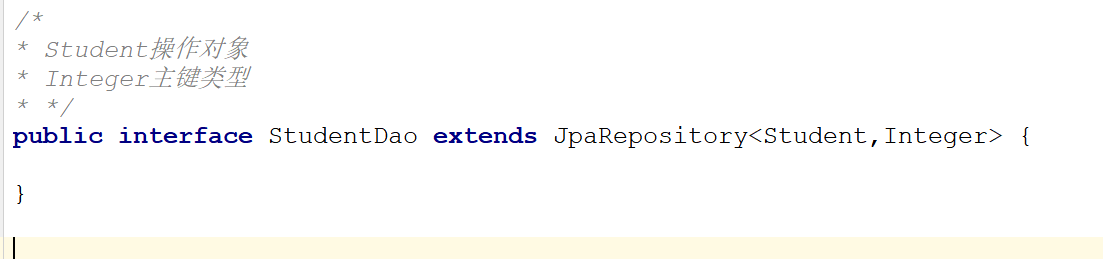 /*
* Student操作对象
* Integer主键类型
* */
public interface StudentDao extends JpaRepository<Student,Integer> {
}